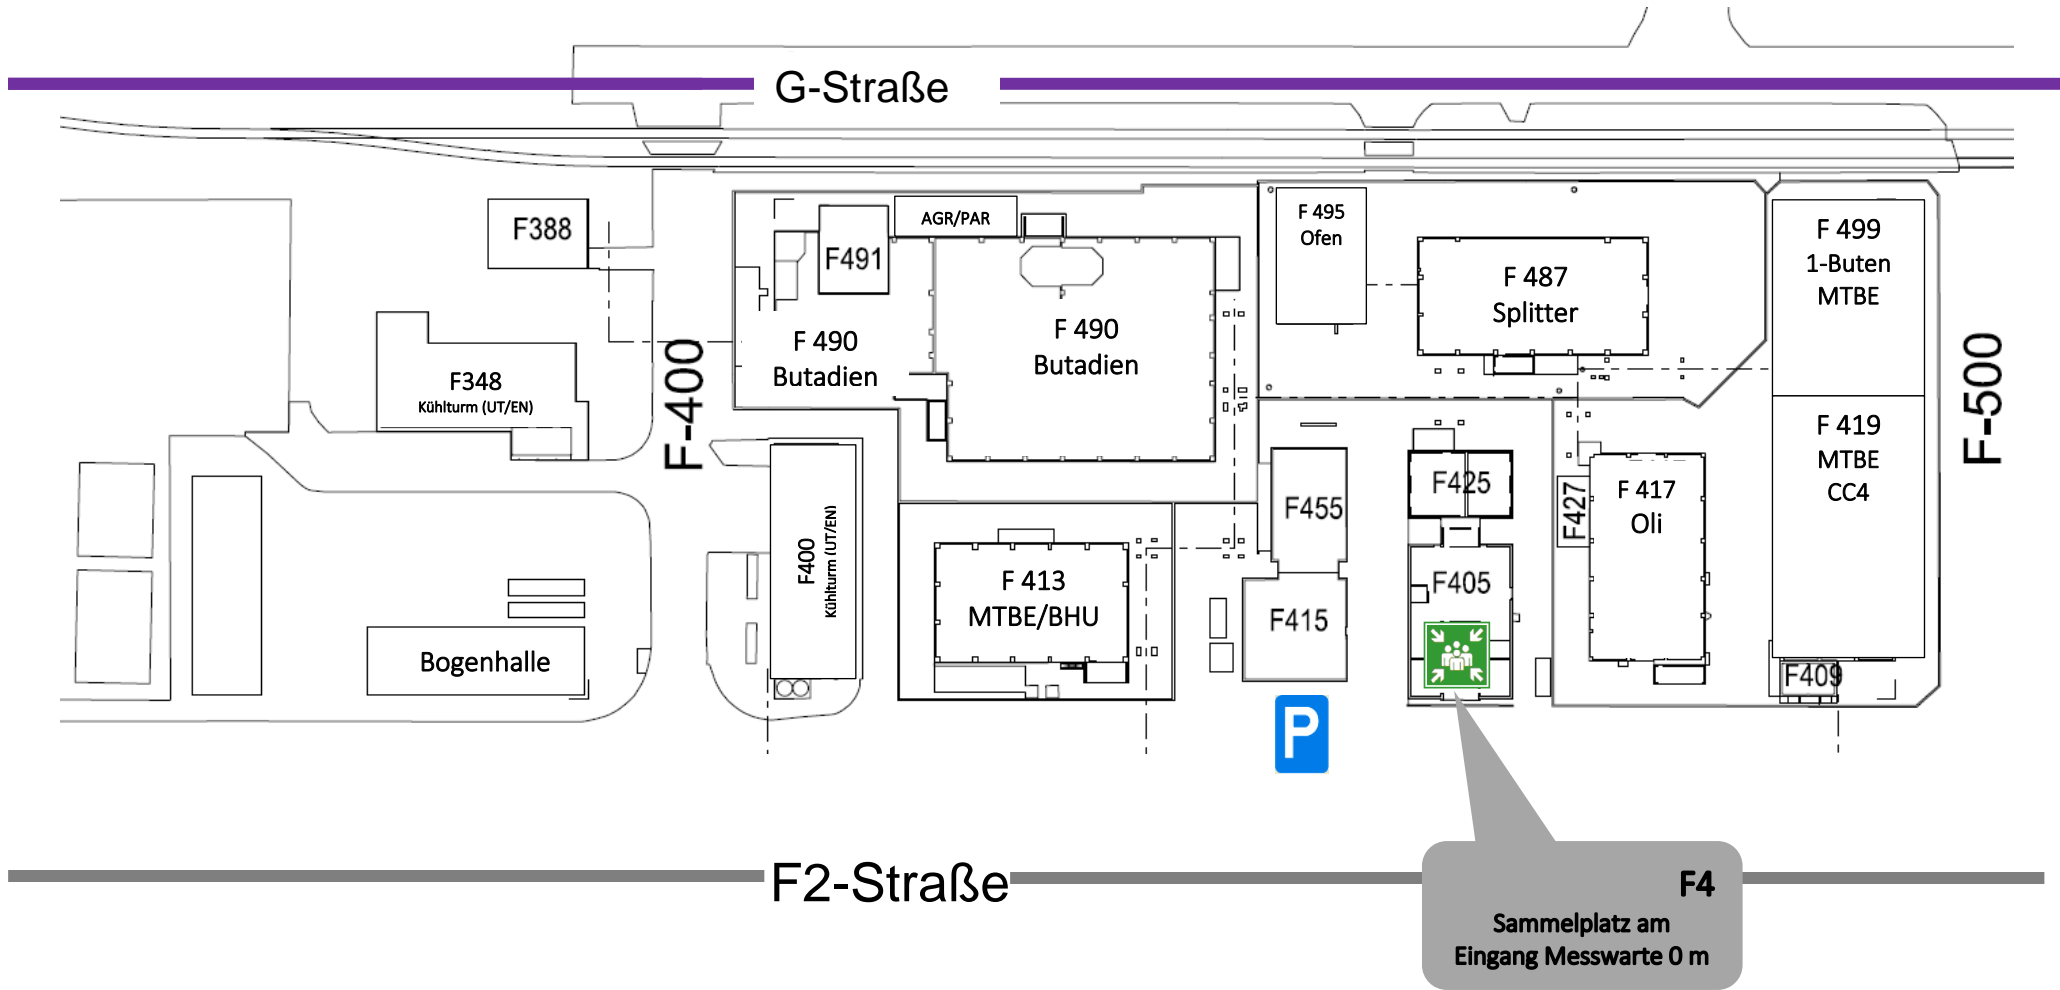 G-Straße
F388
F491
AGR/PAR
F 495
Ofen
F 487
Splitter
F 499
1-Buten
MTBE
F 490
Butadien
F 490
Butadien
F348
Kühlturm (UT/EN)
F-400
F-500
F 419
MTBE
CC4
F400
Kühlturm (UT/EN)
F455
F425
F427
F 417
Oli
F 413
MTBE/BHU
F415
F405
F409
Bogenhalle
P
F2-Straße
F4
Sammelplatz am
Eingang Messwarte 0 m